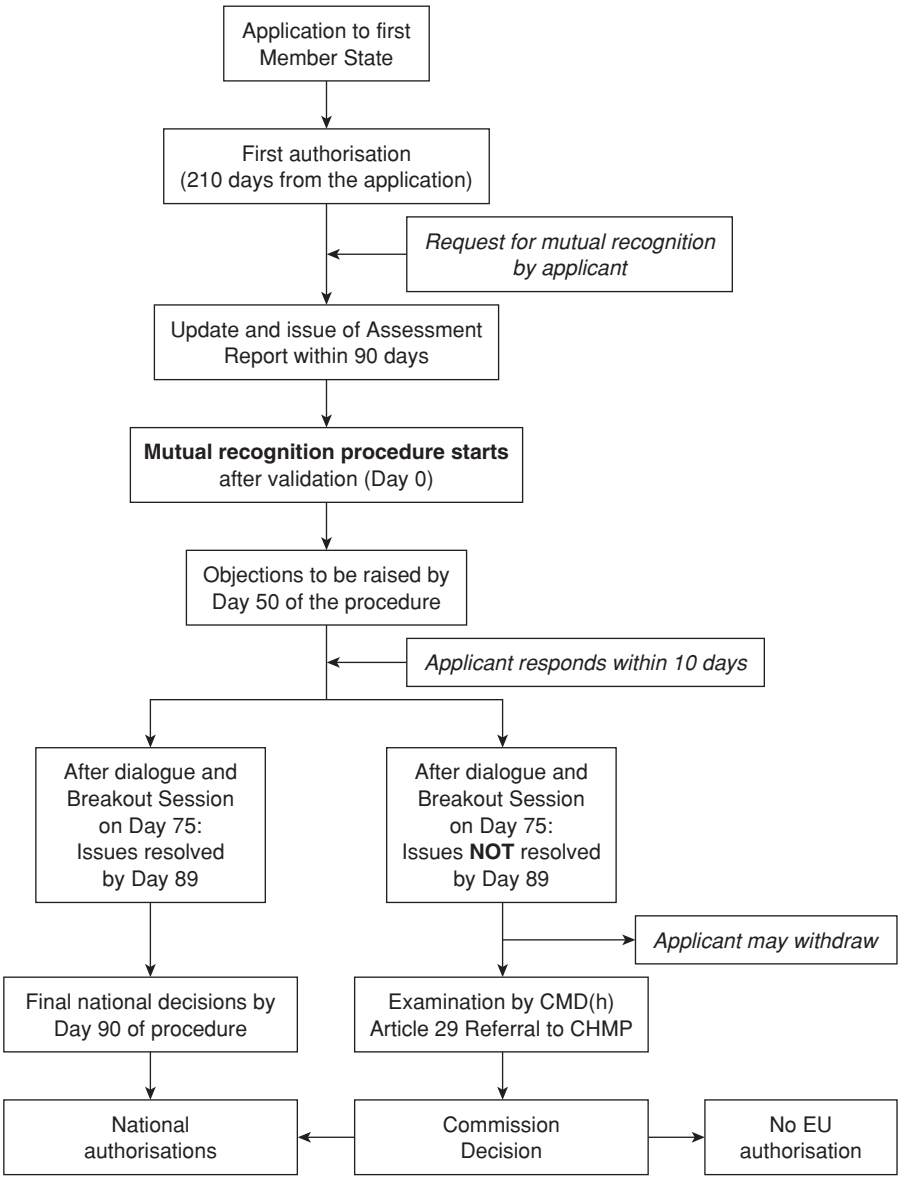 Application to first
Member State
First authorisation
(210 days from the application)
Request for mutual recognition
by applicant
Update and issue of Assessment
Report within 90 days
Mutual recognition procedure starts
after validation (Day 0)
Objections to be raised by
Day 50 of the procedure
Applicant responds within 10 days
After dialogue and
Breakout Session
on Day 75:
Issues resolved
by Day 89
After dialogue and
Breakout Session
on Day 75:
Issues NOT resolved
by Day 89
Applicant may withdraw
Final national decisions by
Day 90 of procedure
Examination by CMD(h)
Article 29 Referral to CHMP
National
authorisations
Commission
Decision
No EU
authorisation